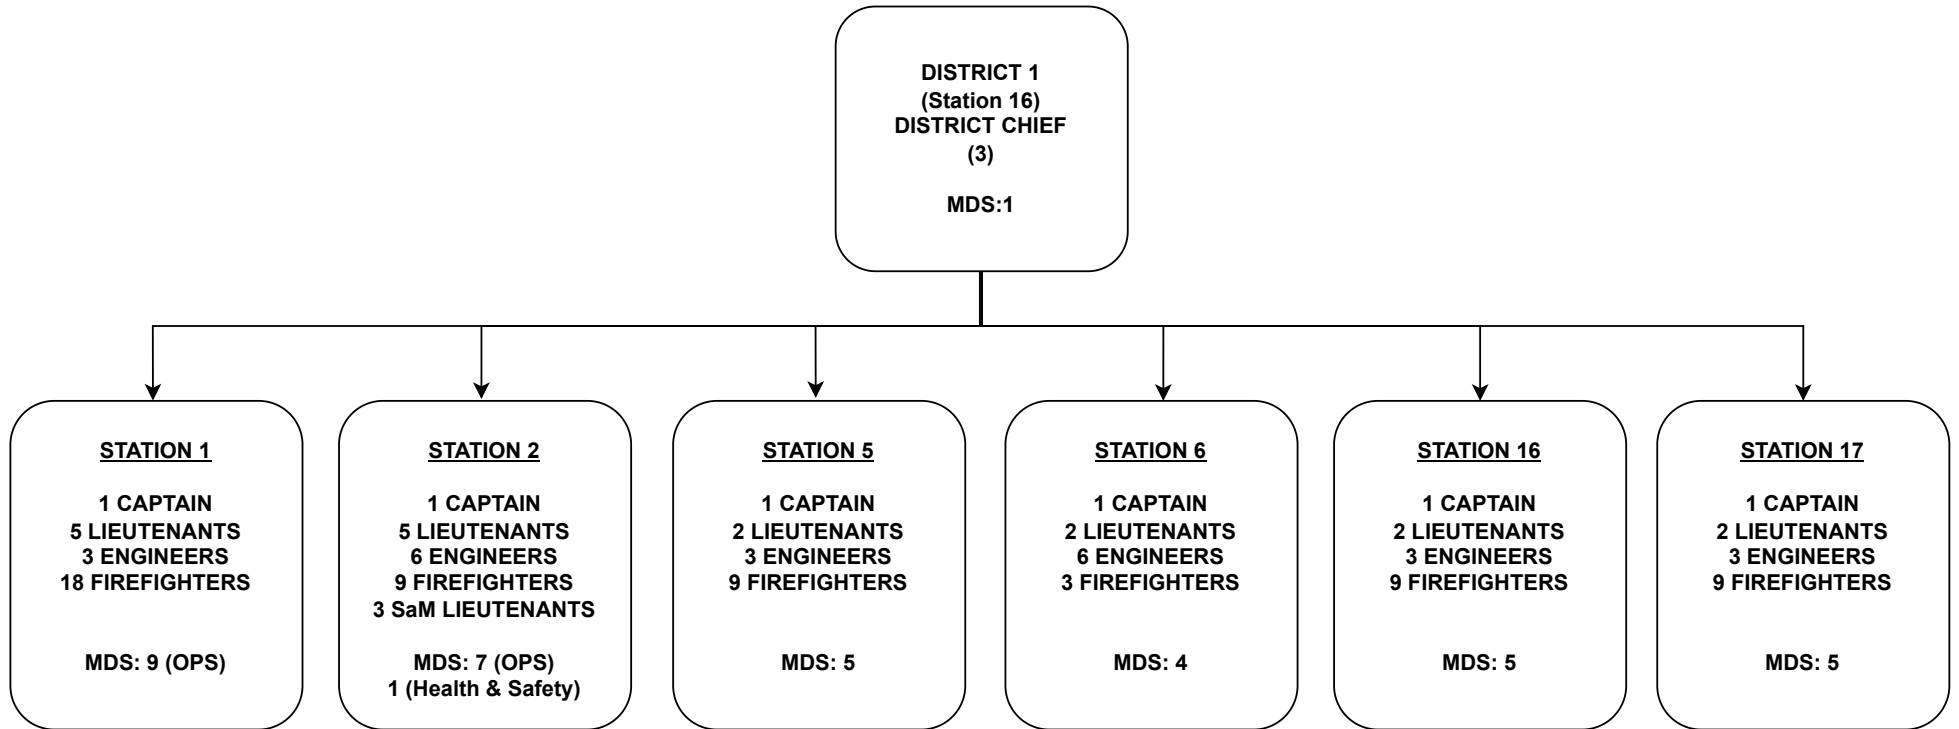 DISTRICT 1
(Station 16)
DISTRICT CHIEF
(3)
MDS:1
STATION 1
1 CAPTAIN
5 LIEUTENANTS
3 ENGINEERS
18 FIREFIGHTERS
MDS: 9 (OPS)
STATION 2
1 CAPTAIN
5 LIEUTENANTS
6 ENGINEERS
9 FIREFIGHTERS
3 SaM LIEUTENANTS
MDS: 7 (OPS)
1 (Health & Safety)
STATION 5
1 CAPTAIN
2 LIEUTENANTS
3 ENGINEERS
9 FIREFIGHTERS
MDS: 5
STATION 6
1 CAPTAIN
2 LIEUTENANTS
6 ENGINEERS
3 FIREFIGHTERS
MDS: 4
STATION 16
1 CAPTAIN
2 LIEUTENANTS
3 ENGINEERS
9 FIREFIGHTERS
MDS: 5
STATION 17
1 CAPTAIN
2 LIEUTENANTS
3 ENGINEERS
9 FIREFIGHTERS
MDS: 5